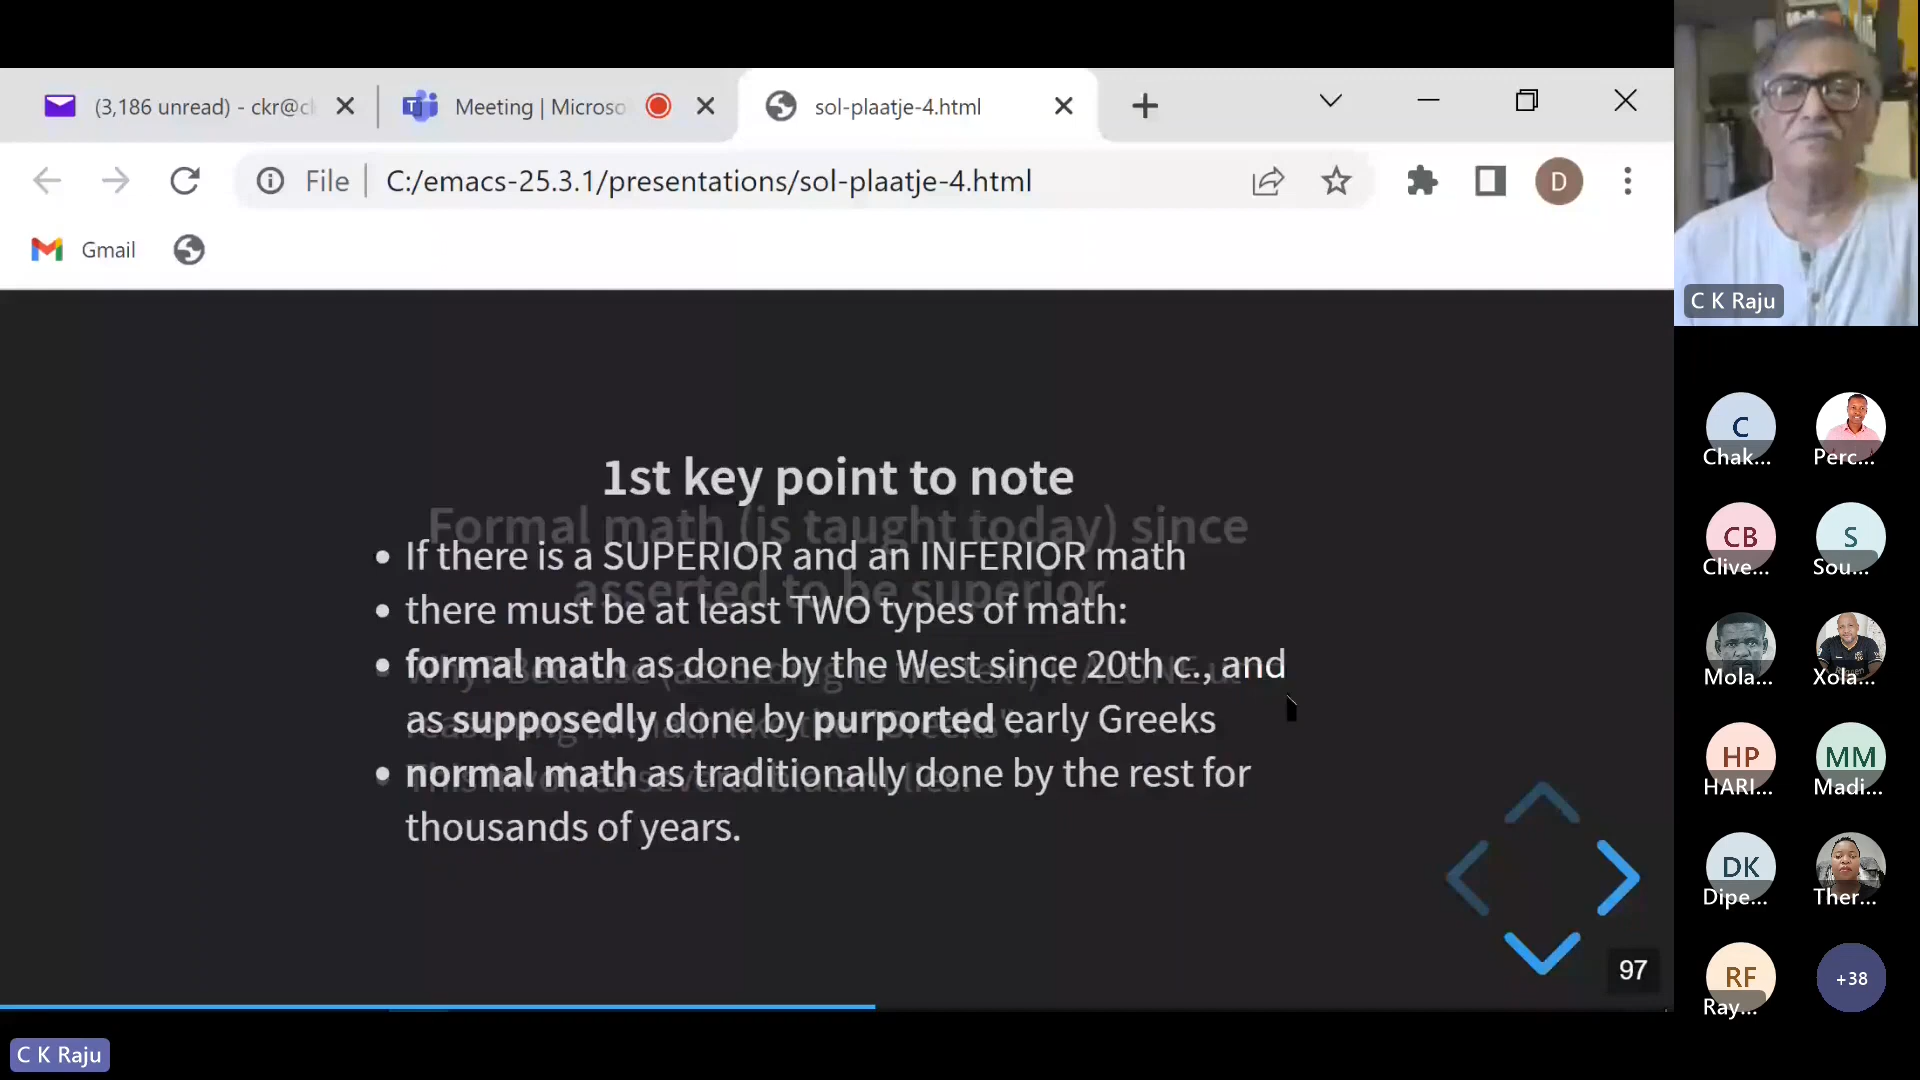 (3,186 unread) - ckr@c
Meeting | Microso
sol-plaatje-4.html
File
C:/emacs-25.3.1/presentations/sol-plaatje-4.html
D
Gmail
1st key point to note
Formal math (is taught today) since
asserted to be superior
• If there is a SUPERIOR and an INFERIOR math
• there must be at least TWO types of math:
• formal math as done by the West since 20th c., and
as supposedly done by purported early Greeks
• normal math as traditionally done by the rest for
thousands of years.
97
C K Raju
C K Raju
C
Chak...
Perc...
CB
Clive...
S
Sou...
Mola...
Xola...
HP
HARI...
MM
Madi...
DK
Dipe...
Ther...
RF
Ray...
+38